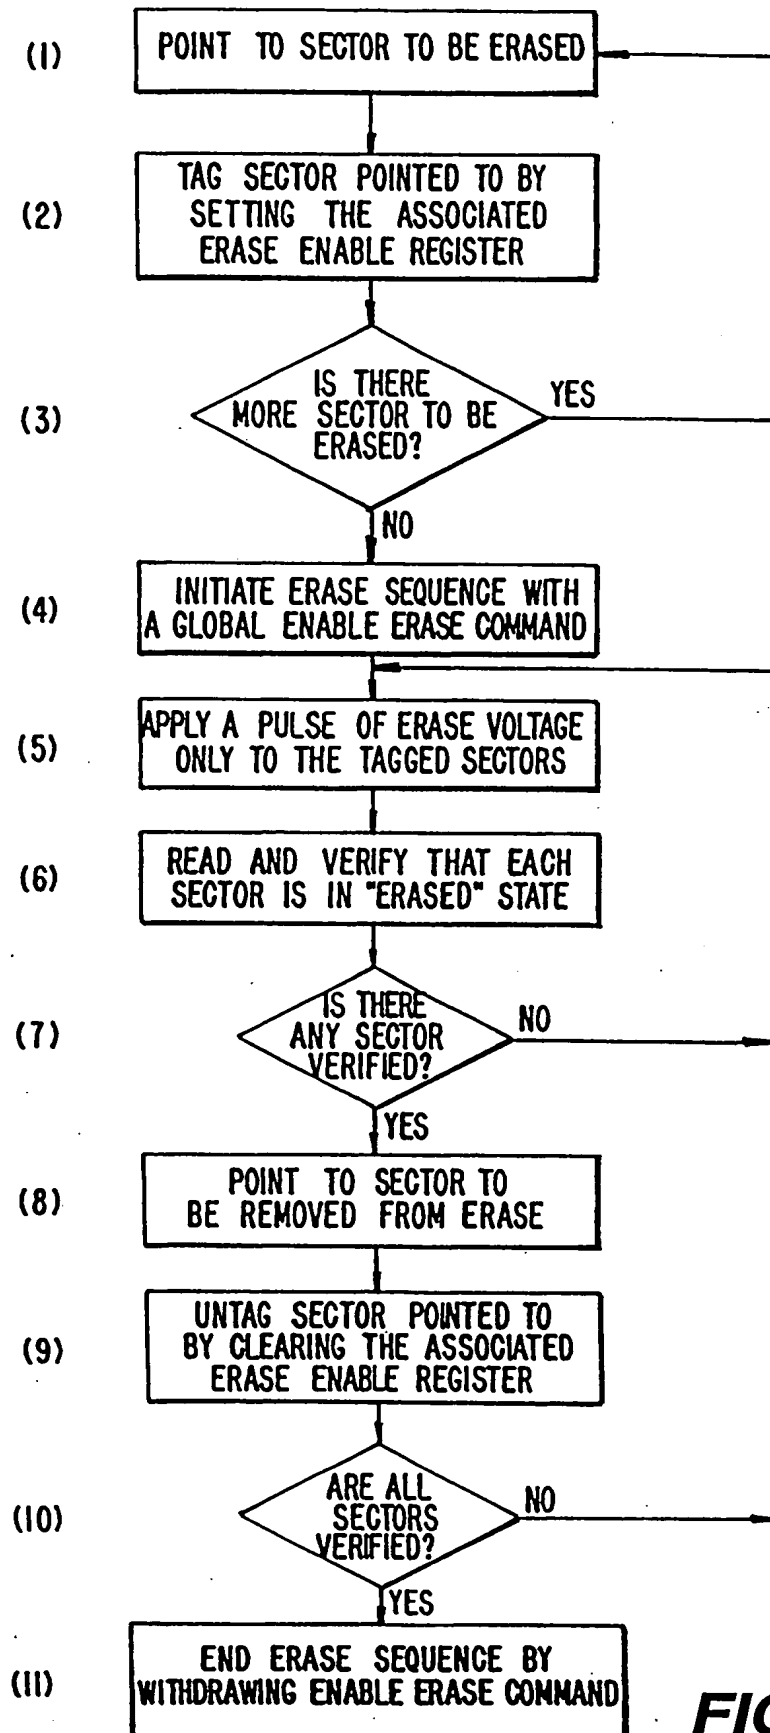 (1)
POINT TO SECTOR TO BE ERASED
(2)
TAG SECTOR POINTED TO BY
SETTING THE ASSOCIATED
ERASE ENABLE REGISTER
(3)
IS THERE
MORE SECTOR TO BE
ERASED?
YES
NO
(4)
INITIATE ERASE SEQUENCE WITH
A GLOBAL ENABLE ERASE COMMAND
(5)
APPLY A PULSE OF ERASE VOLTAGE
ONLY TO THE TAGGED SECTORS
(6)
READ AND VERIFY THAT EACH
SECTOR IS IN "ERASED" STATE
(7)
IS THERE
ANY SECTOR
VERIFIED?
NO
YES
(8)
POINT TO SECTOR TO
BE REMOVED FROM ERASE
(9)
UNTAG SECTOR POINTED TO
BY CLEARING THE ASSOCIATED
ERASE ENABLE REGISTER
(10)
ARE ALL
SECTORS
VERIFIED?
NO
YES
(11)
END ERASE SEQUENCE BY
WITHDRAWING ENABLE ERASE COMMAND